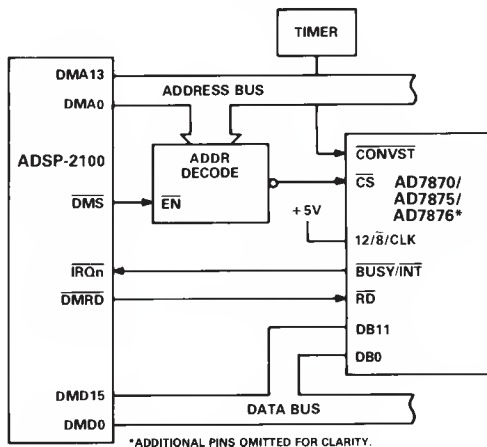 TIMER
DMA13
ADDRESS BUS
DMA0
ADSP-2100
ADDR
DECODE
DMS
EN
CONVST
CS
AD7870/
AD7875/
AD7876*
+5V
12/8/CLK
IRQn
BUSY/INT
DMRD
RD
DB11
DB0
DMD15
DATA BUS
DMD0
*ADDITIONAL PINS OMITTED FOR CLARITY.